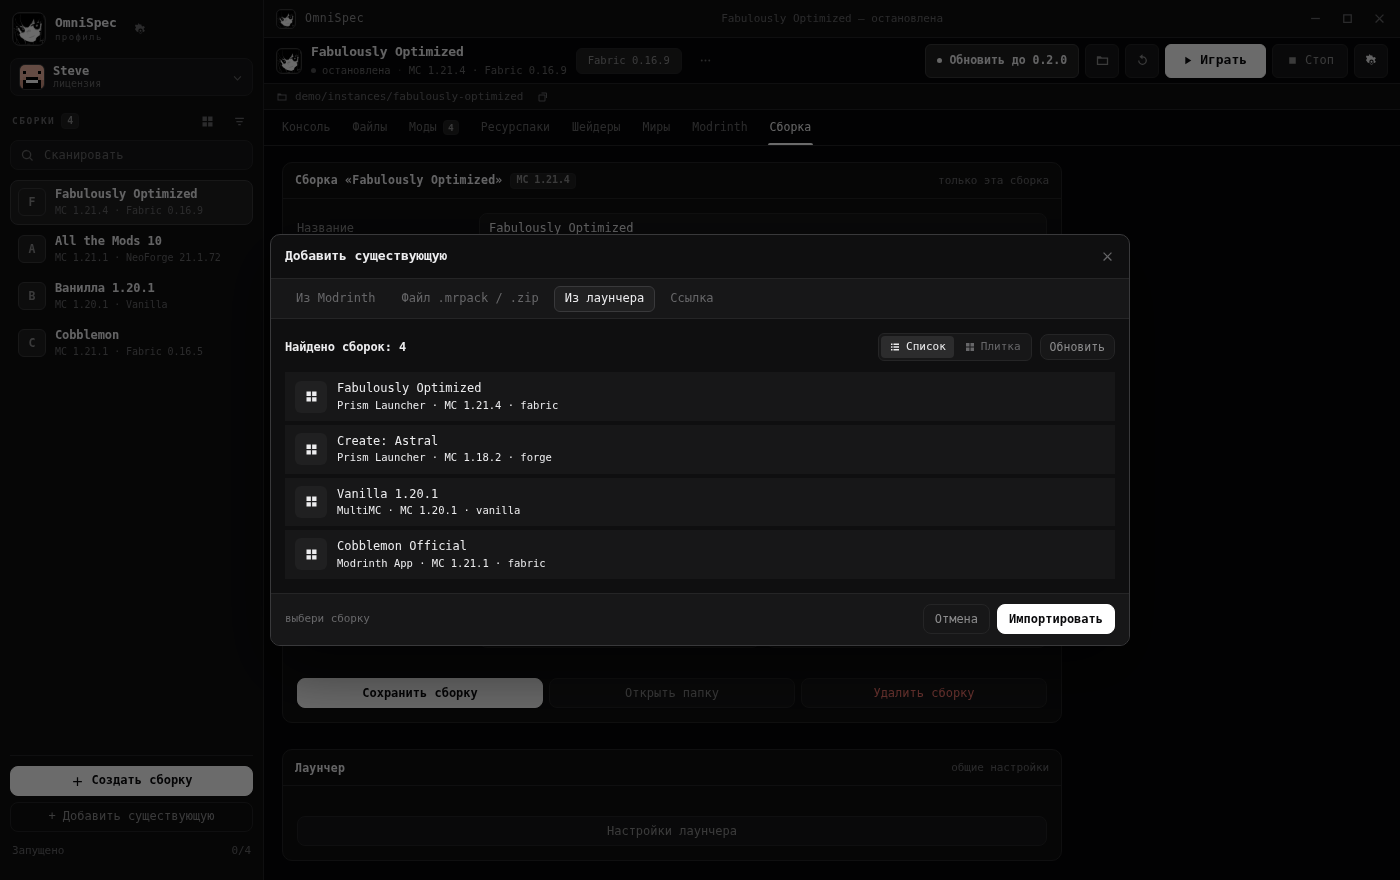 OmniSpec
профиль
Steve
лицензия
СБОРКИ 4
Сканировать
F Fabulously Optimized
MC 1.21.4 · Fabric 0.16.9
A All the Mods 10
MC 1.21.1 · NeoForge 21.1.72
В Ванилла 1.20.1
MC 1.20.1 · Vanilla
C Cobblemon
MC 1.21.1 · Fabric 0.16.5
+ Создать сборку
+ Добавить существующую
Запущено 0/4
OmniSpec
Fabulously Optimized — остановлена
Fabulously Optimized
остановлена · MC 1.21.4 · Fabric 0.16.9
Fabric 0.16.9
Обновить до 0.2.0
Играть
Стоп
demo/instances/fabulously-optimized
Консоль Файлы Моды 4 Ресурспаки Шейдеры Миры Modrinth Сборка
Сборка «Fabulously Optimized» MC 1.21.4 только эта сборка
Название Fabulously Optimized
Добавить существующую
Из Modrinth Файл .mrpack / .zip Из лаунчера Ссылка
Найдено сборок: 4 Список Плитка Обновить
Fabulously Optimized
Prism Launcher · MC 1.21.4 · fabric
Create: Astral
Prism Launcher · MC 1.18.2 · forge
Vanilla 1.20.1
MultiMC · MC 1.20.1 · vanilla
Cobblemon Official
Modrinth App · MC 1.21.1 · fabric
выбери сборку Отмена Импортировать
Сохранить сборку Открыть папку Удалить сборку
Лаунчер общие настройки
Настройки лаунчера